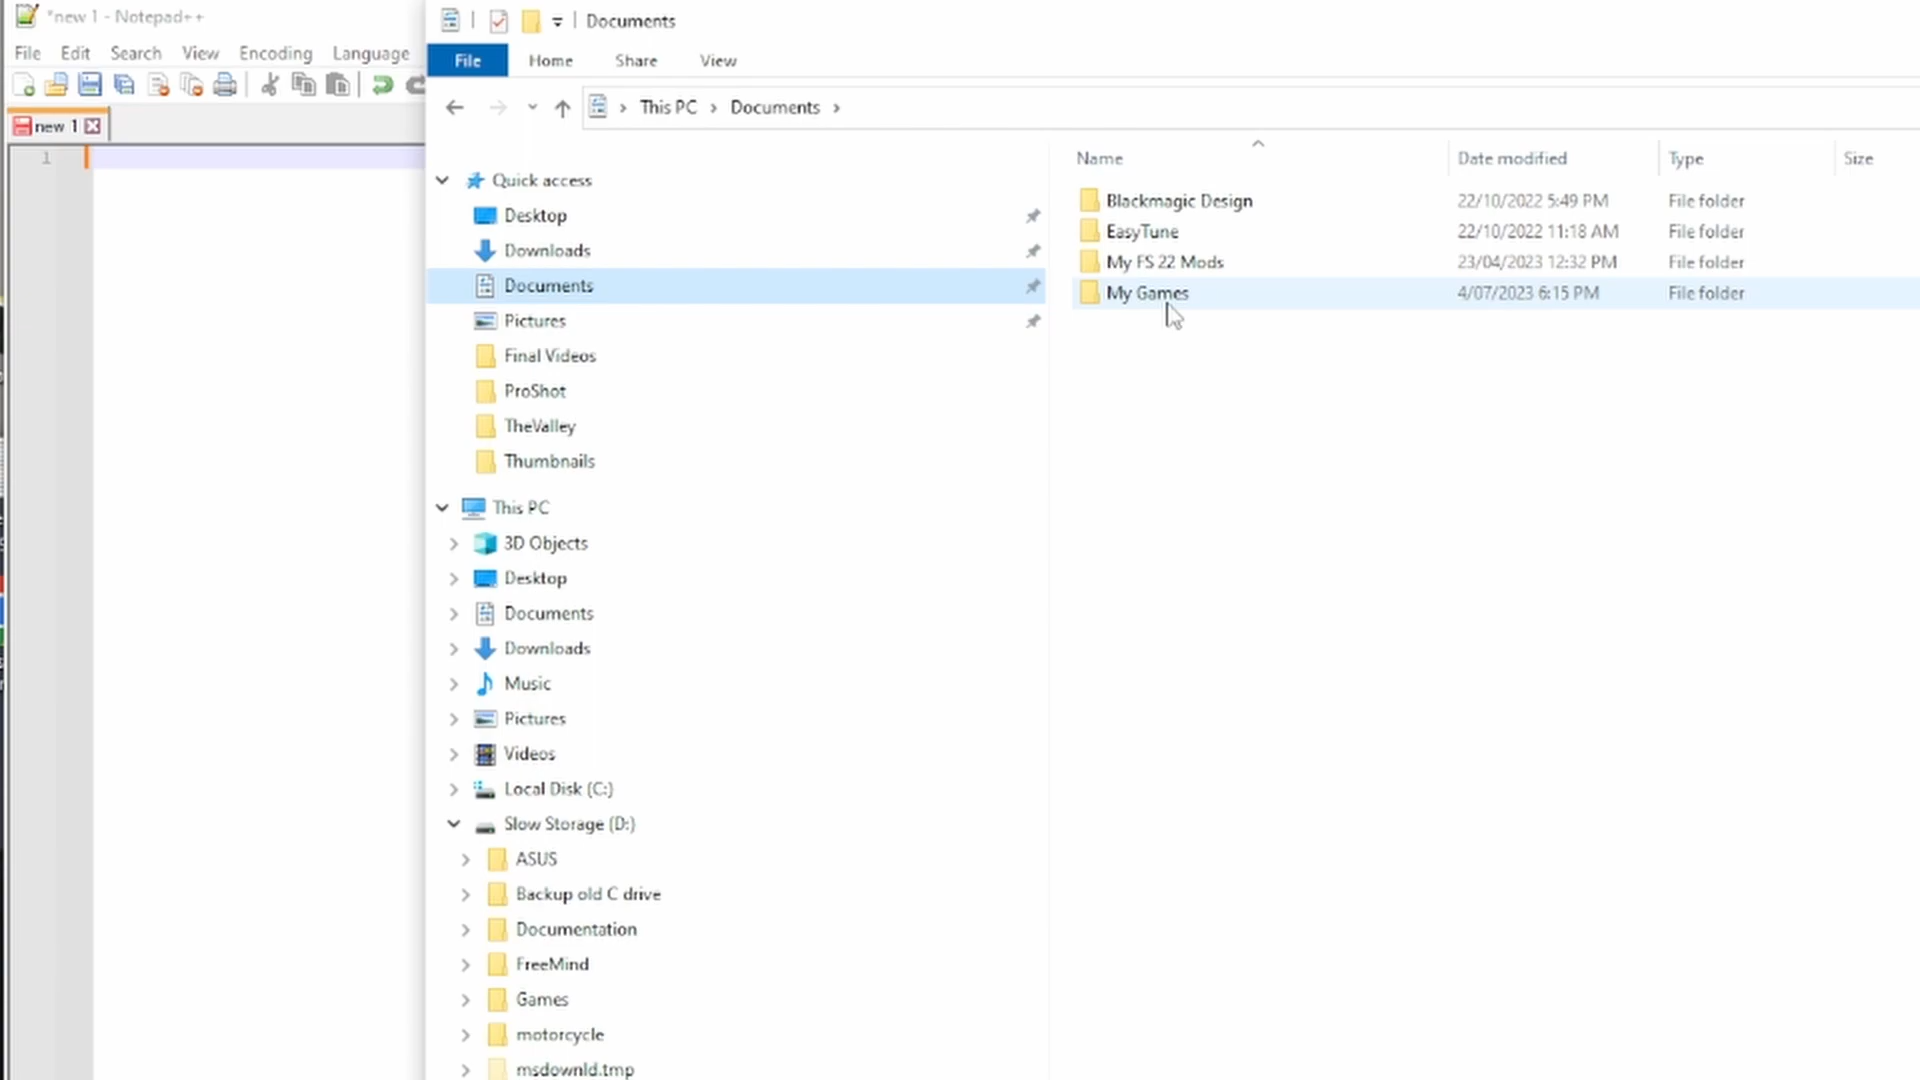 *new 1 - Notepad++
File Edit Search View Encoding Language
new 1
1
Documents
File Home Share View
This PC Documents
Quick access
Desktop
Downloads
Documents
Pictures
Final Videos
ProShot
TheValley
Thumbnails
This PC
3D Objects
Desktop
Documents
Downloads
Music
Pictures
Videos
Local Disk (C:)
Slow Storage (D:)
ASUS
Backup old C drive
Documentation
FreeMind
Games
motorcycle
msdownld.tmp
Name Date modified Type Size
Blackmagic Design 22/10/2022 5:49 PM File folder
EasyTune 22/10/2022 11:18 AM File folder
My FS 22 Mods 23/04/2023 12:32 PM File folder
My Games 4/07/2023 6:15 PM File folder